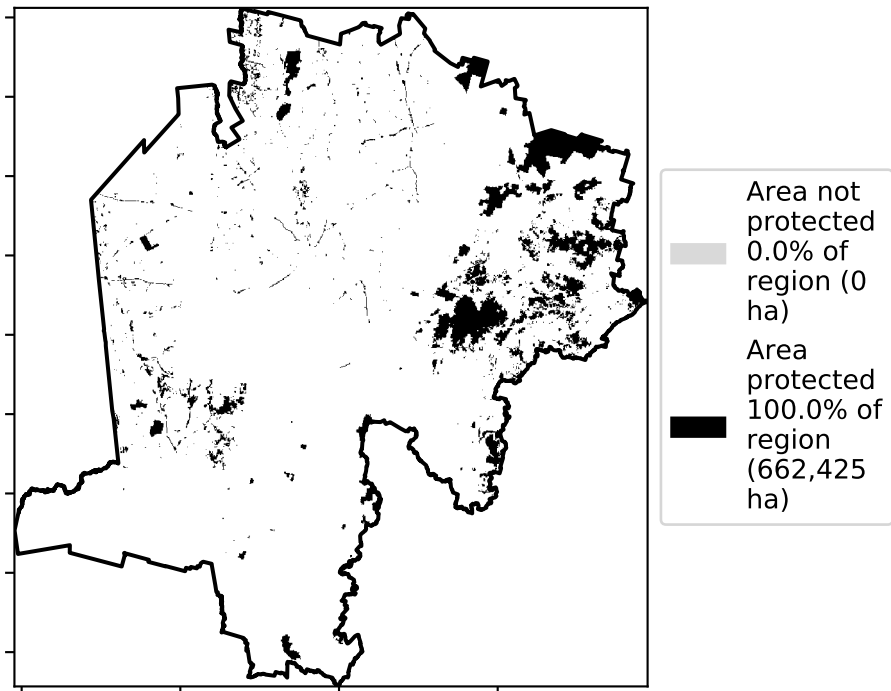 Area not
protected
0.0% of
region (0
ha)
Area
protected
100.0% of
region
(662,425
ha)